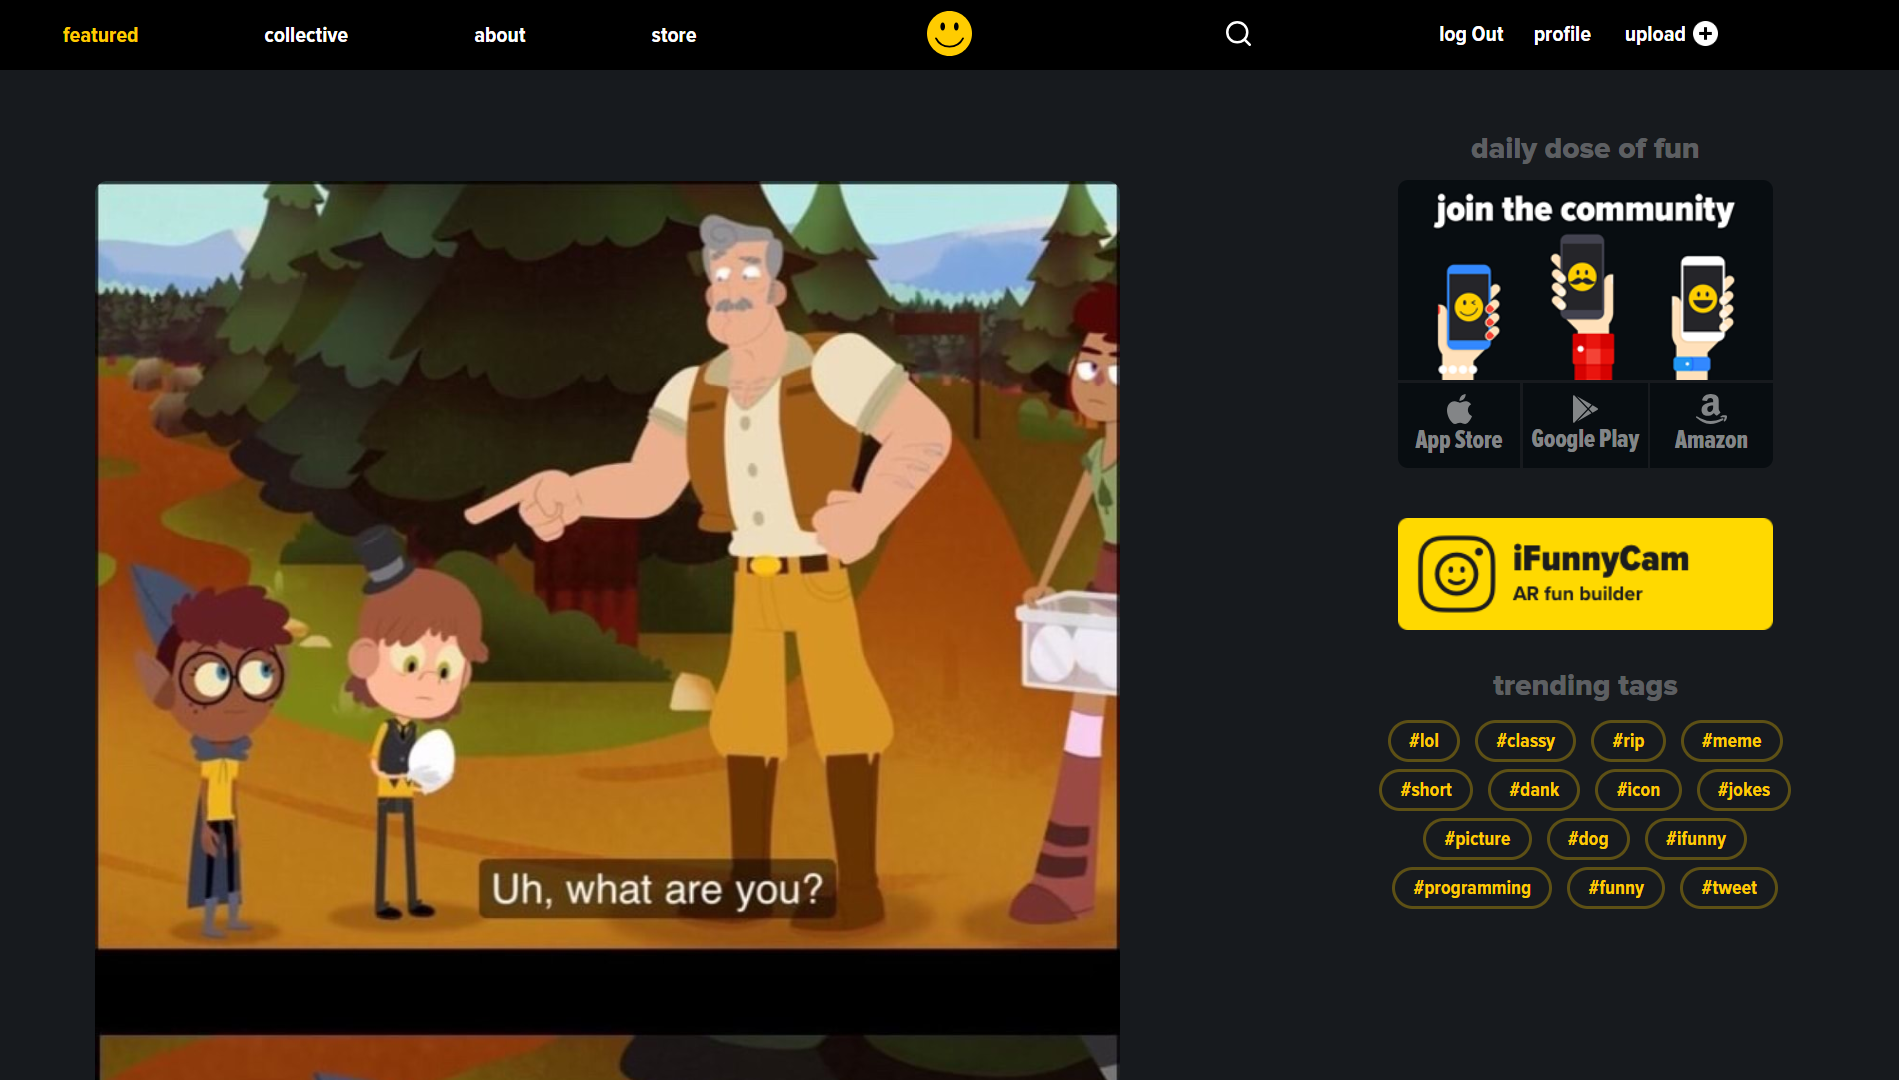 featured collective about store log Out profile upload
daily dose of fun
join the community
App Store Google Play Amazon
iFunnyCam
AR fun builder
trending tags
#lol #classy #rip #meme
#short #dank #icon #jokes
#picture #dog #ifunny
#programming #funny #tweet
Uh, what are you?